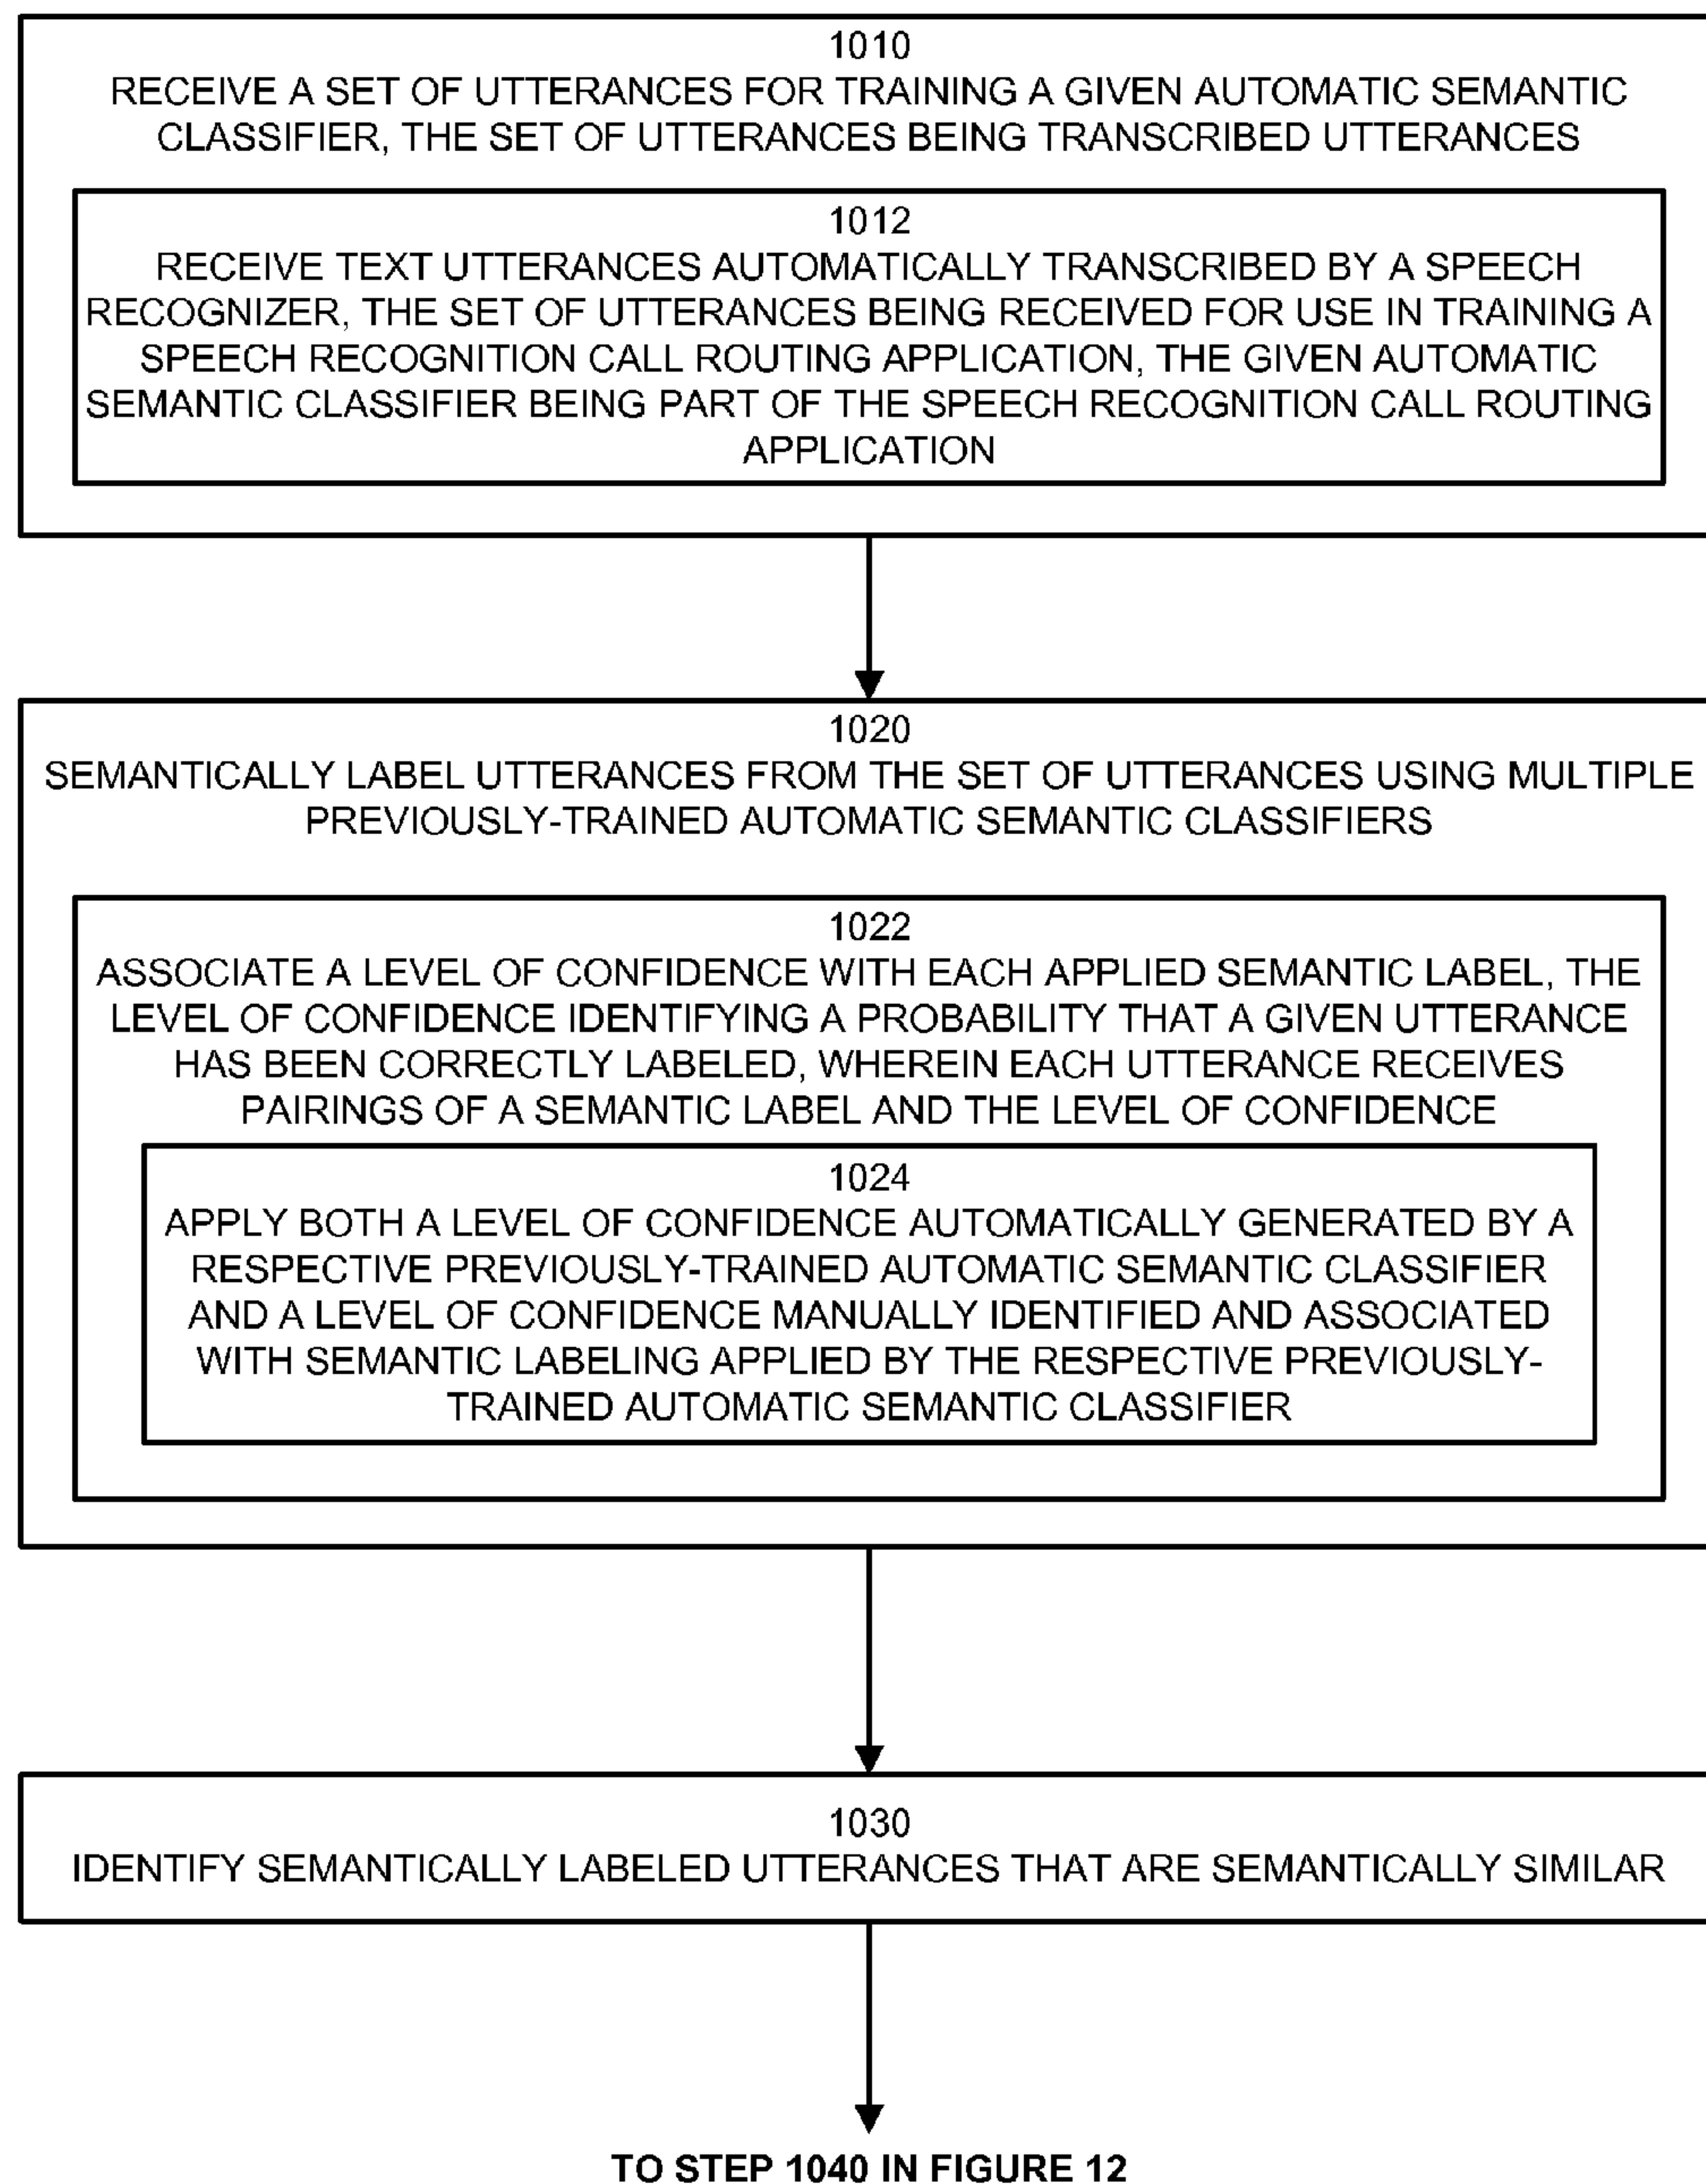 1010
RECEIVE A SET OF UTTERANCES FOR TRAINING A GIVEN AUTOMATIC SEMANTIC
CLASSIFIER, THE SET OF UTTERANCES BEING TRANSCRIBED UTTERANCES
1012
RECEIVE TEXT UTTERANCES AUTOMATICALLY TRANSCRIBED BY A SPEECH
RECOGNIZER, THE SET OF UTTERANCES BEING RECEIVED FOR USE IN TRAINING A
SPEECH RECOGNITION CALL ROUTING APPLICATION, THE GIVEN AUTOMATIC
SEMANTIC CLASSIFIER BEING PART OF THE SPEECH RECOGNITION CALL ROUTING
APPLICATION
1020
SEMANTICALLY LABEL UTTERANCES FROM THE SET OF UTTERANCES USING MULTIPLE
PREVIOUSLY-TRAINED AUTOMATIC SEMANTIC CLASSIFIERS
1022
ASSOCIATE A LEVEL OF CONFIDENCE WITH EACH APPLIED SEMANTIC LABEL, THE
LEVEL OF CONFIDENCE IDENTIFYING A PROBABILITY THAT A GIVEN UTTERANCE
HAS BEEN CORRECTLY LABELED, WHEREIN EACH UTTERANCE RECEIVES
PAIRINGS OF A SEMANTIC LABEL AND THE LEVEL OF CONFIDENCE
1024
APPLY BOTH A LEVEL OF CONFIDENCE AUTOMATICALLY GENERATED BY A
RESPECTIVE PREVIOUSLY-TRAINED AUTOMATIC SEMANTIC CLASSIFIER
AND A LEVEL OF CONFIDENCE MANUALLY IDENTIFIED AND ASSOCIATED
WITH SEMANTIC LABELING APPLIED BY THE RESPECTIVE PREVIOUSLY-
TRAINED AUTOMATIC SEMANTIC CLASSIFIER
1030
IDENTIFY SEMANTICALLY LABELED UTTERANCES THAT ARE SEMANTICALLY SIMILAR
TO STEP 1040 IN FIGURE 12